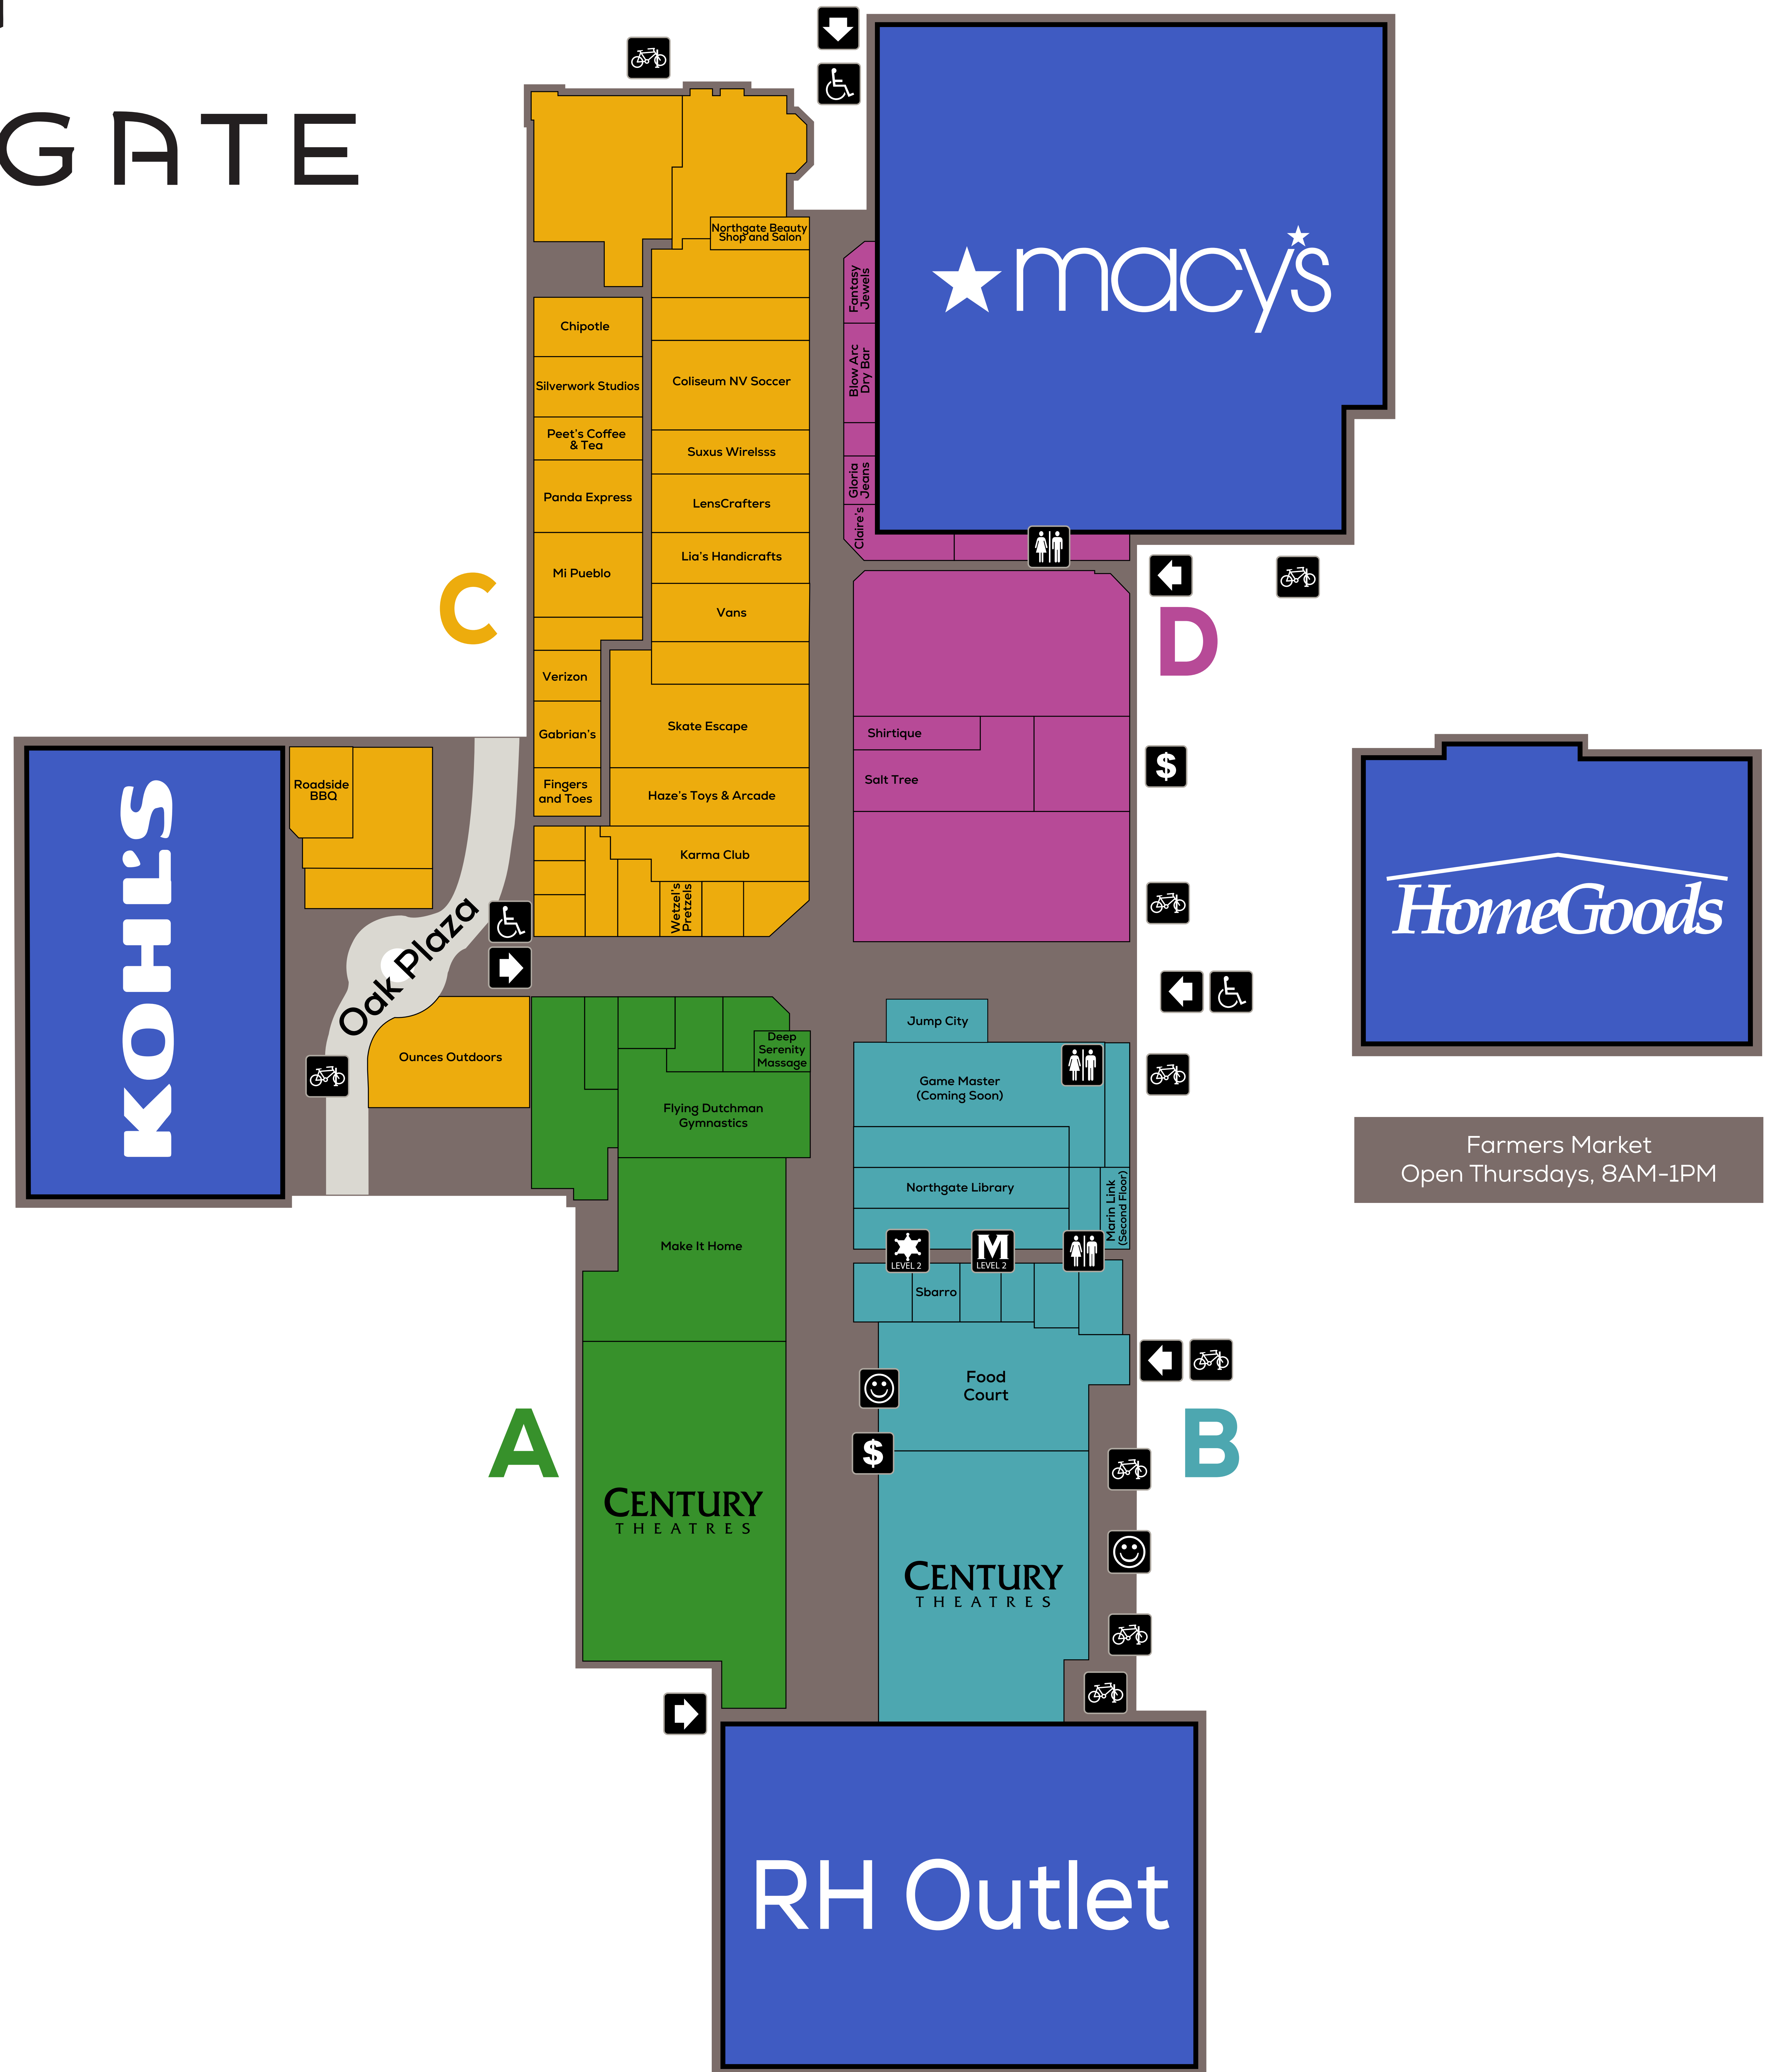 GATE
Northgate Beauty
Shop and Salon
Chipotle
Silverwork Studios
Peet's Coffee
& Tea
Panda Express
Mi Pueblo
Verizon
Gabrian's
Fingers
and Toes
Coliseum NV Soccer
Suxus Wirelsss
LensCrafters
Lia's Handicrafts
Vans
Skate Escape
Haze's Toys & Arcade
Karma Club
Wetzel's
Pretzels
C
Fantasy
Jewels
Blow Arc
Dry Bar
Gloria
Jeans
Claire's
★macy's
D
Shirtique
Salt Tree
KOHL'S
Roadside
BBQ
Oak Plaza
Ounces Outdoors
HomeGoods
Farmers Market
Open Thursdays, 8AM-1PM
Deep
Serenity
Massage
Flying Dutchman
Gymnastics
Make It Home
A
CENTURY
THEATRES
Jump City
Game Master
(Coming Soon)
Northgate Library
Marin Link
(Second Floor)
LEVEL 2
M
LEVEL 2
Sbarro
Food
Court
B
$
$
CENTURY
THEATRES
RH Outlet